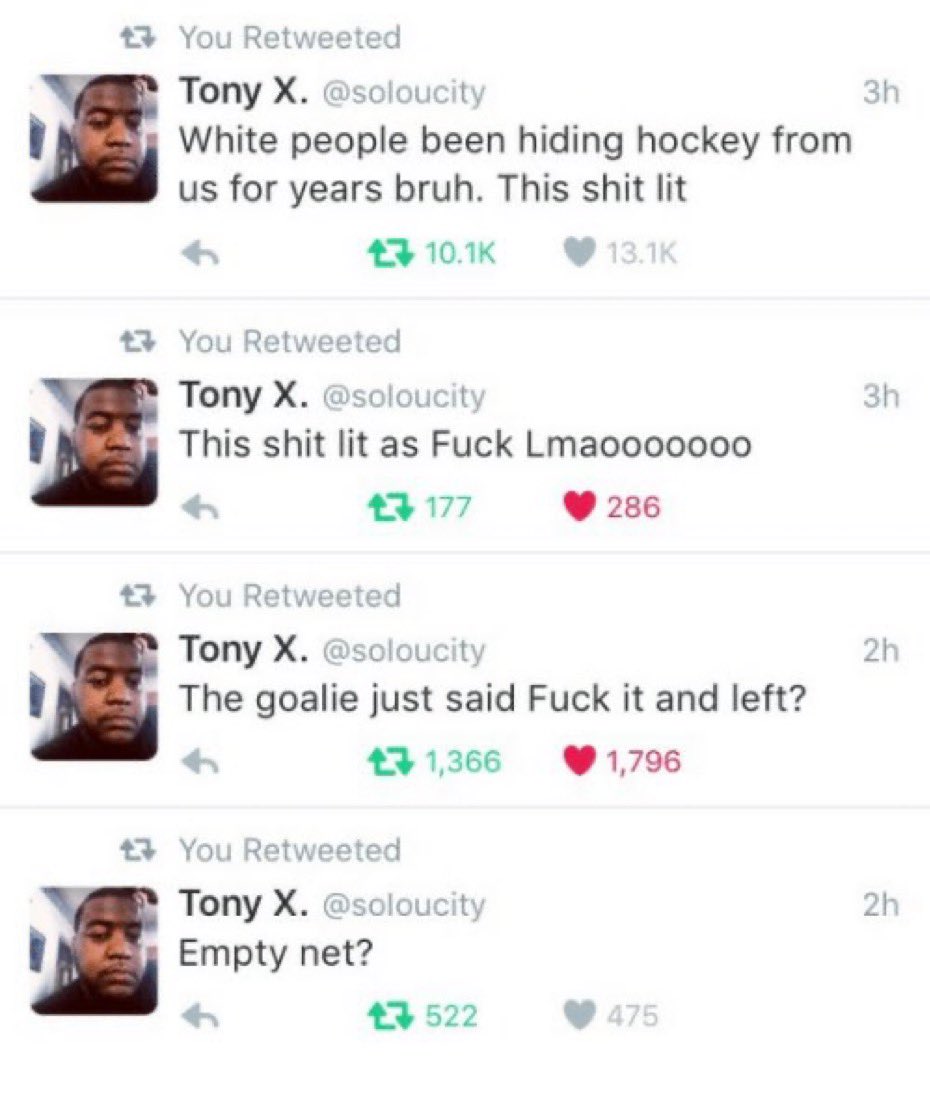 You Retweeted
Tony X. @soloucity 3h
White people been hiding hockey from
us for years bruh. This shit lit
10.1K 13.1K
You Retweeted
Tony X. @soloucity 3h
This shit lit as Fuck Lmaooooooo
177 286
You Retweeted
Tony X. @soloucity 2h
The goalie just said Fuck it and left?
1,366 1,796
You Retweeted
Tony X. @soloucity 2h
Empty net?
522 475